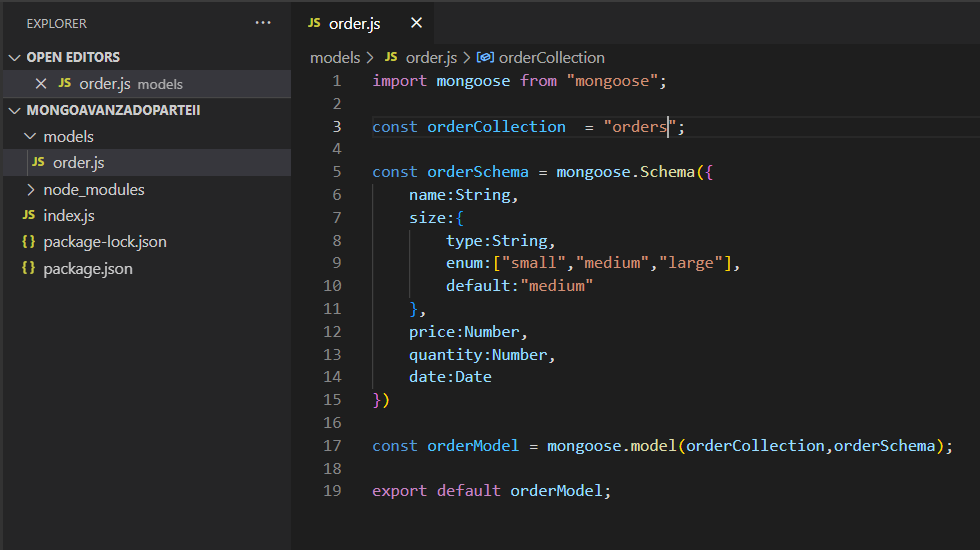 EXPLORER ...
OPEN EDITORS
JS order.js models
MONGOAVANZADOPARTEII
models
JS order.js
node_modules
JS index.js
{} package-lock.json
{} package.json
JS order.js
models > JS order.js > orderCollection
1 import mongoose from "mongoose";
2
3 const orderCollection  = "orders";
4
5 const orderSchema = mongoose.Schema({
6     name:String,
7     size:{
8         type:String,
9         enum:["small","medium","large"],
10         default:"medium"
11     },
12     price:Number,
13     quantity:Number,
14     date:Date
15 })
16
17 const orderModel = mongoose.model(orderCollection,orderSchema);
18
19 export default orderModel;